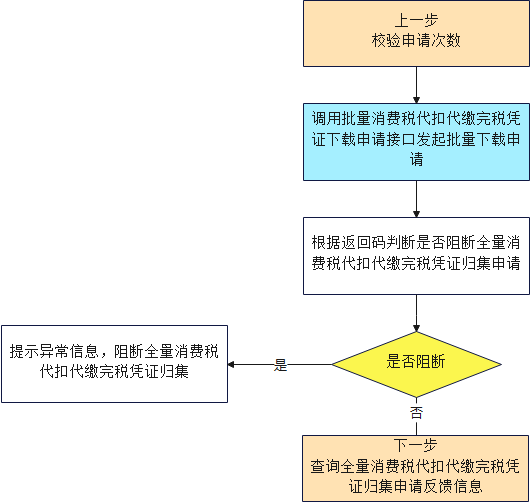 上一步
校验申请次数
调用批量消费税代扣代缴完税凭
证下载申请接口发起批量下载申
请
根据返回码判断是否阻断全量消
费税代扣代缴完税凭证归集申请
是否阻断
是
提示异常信息，阻断全量消费税
代扣代缴完税凭证归集
否
下一步
查询全量消费税代扣代缴完税凭
证归集申请反馈信息